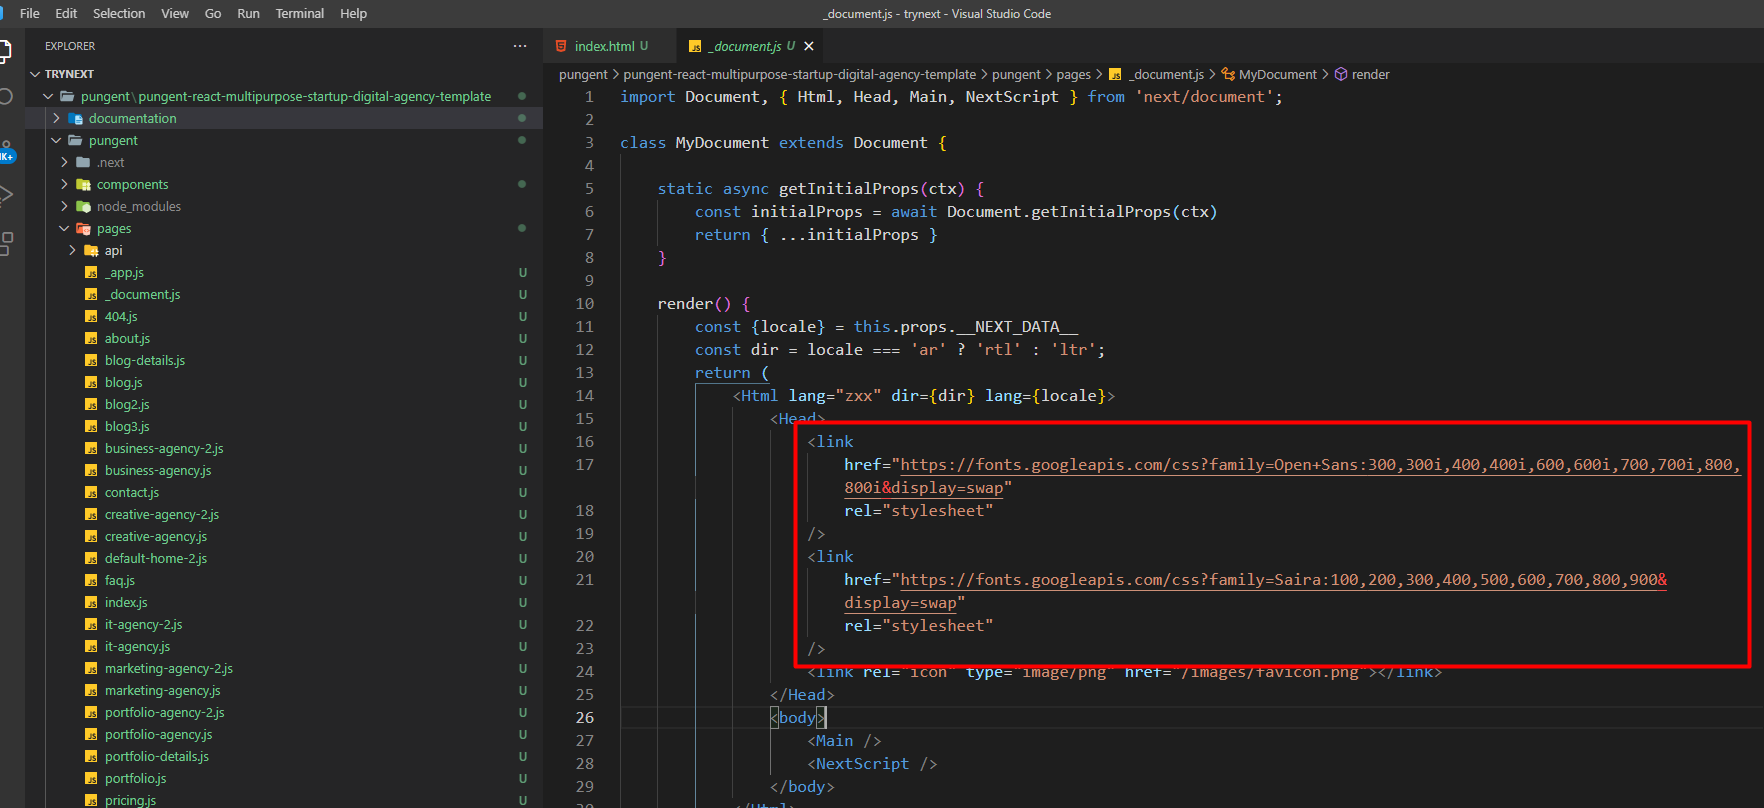 File Edit Selection View Go Run Terminal Help
_document.js - trynext - Visual Studio Code
EXPLORER ...
TRYNEXT
pungent\pungent-react-multipurpose-startup-digital-agency-template
documentation
pungent
.next
components
node_modules
pages
api
_app.js U
_document.js U
404.js U
about.js U
blog-details.js U
blog.js U
blog2.js U
blog3.js U
business-agency-2.js U
business-agency.js U
contact.js U
creative-agency-2.js U
creative-agency.js U
default-home-2.js U
faq.js U
index.js U
it-agency-2.js U
it-agency.js U
marketing-agency-2.js U
marketing-agency.js U
portfolio-agency-2.js U
portfolio-agency.js U
portfolio-details.js U
portfolio.js U
pricing.js U
index.html U _document.js U
pungent > pungent-react-multipurpose-startup-digital-agency-template > pungent > pages > _document.js > MyDocument > render
1 import Document, { Html, Head, Main, NextScript } from 'next/document';
2
3 class MyDocument extends Document {
4
5 static async getInitialProps(ctx) {
6 const initialProps = await Document.getInitialProps(ctx)
7 return { ...initialProps }
8 }
9
10 render() {
11 const {locale} = this.props.__NEXT_DATA__
12 const dir = locale === 'ar' ? 'rtl' : 'ltr';
13 return (
14 <Html lang="zxx" dir={dir} lang={locale}>
15 <Head>
16 <link
17 href="https://fonts.googleapis.com/css?family=Open+Sans:300,300i,400,400i,600,600i,700,700i,800,
800i&display=swap"
18 rel="stylesheet"
19 />
20 <link
21 href="https://fonts.googleapis.com/css?family=Saira:100,200,300,400,500,600,700,800,900&
display=swap"
22 rel="stylesheet"
23 />
24 <link rel="icon" type="image/png" href="/images/favicon.png"></link>
25 </Head>
26 <body>
27 <Main />
28 <NextScript />
29 </body>
30 </Html>